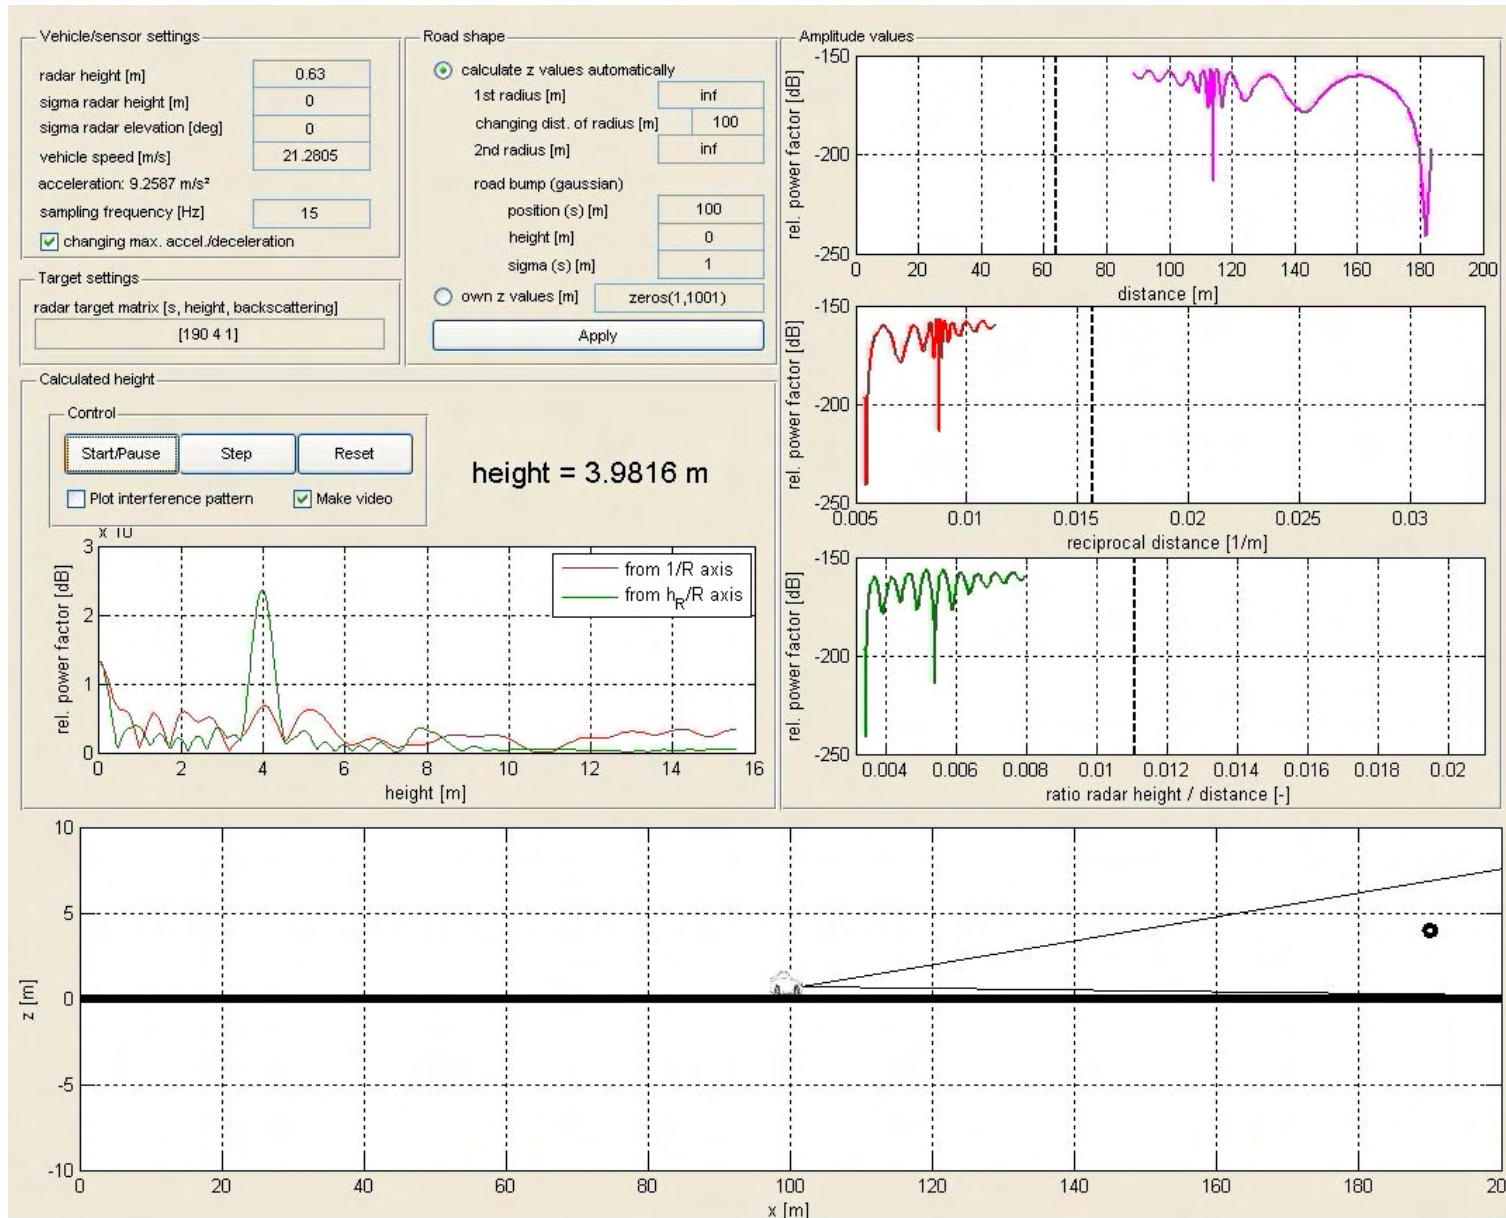 Vehicle/sensor settings
radar height [m] 0.63
sigma radar height [m] 0
sigma radar elevation [deg] 0
vehicle speed [m/s] 21.2805
acceleration: 9.2587 m/s²
sampling frequency [Hz] 15
changing max. accel./deceleration
Target settings
radar target matrix [s, height, backscattering]
[190 4 1]
Road shape
calculate z values automatically
1st radius [m] inf
changing dist. of radius [m] 100
2nd radius [m] inf
road bump (gaussian)
position (s) [m] 100
height [m] 0
sigma (s) [m] 1
own z values [m] zeros(1,1001)
Apply
Calculated height
Control
Start/Pause Step Reset
Plot interference pattern Make video
height = 3.9816 m
x 10
3
2
1
0
rel. power factor [dB]
from 1/R axis
from hR/R axis
0 2 4 6 8 10 12 14 16
height [m]
Amplitude values
-150
-200
-250
rel. power factor [dB]
0 20 40 60 80 100 120 140 160 180 200
distance [m]
-150
-200
-250
rel. power factor [dB]
0.005 0.01 0.015 0.02 0.025 0.03
reciprocal distance [1/m]
-150
-200
-250
rel. power factor [dB]
0.004 0.006 0.008 0.01 0.012 0.014 0.016 0.018 0.02
ratio radar height / distance [-]
10
5
0
-5
-10
z [m]
0 20 40 60 80 100 120 140 160 180 20
x [m]